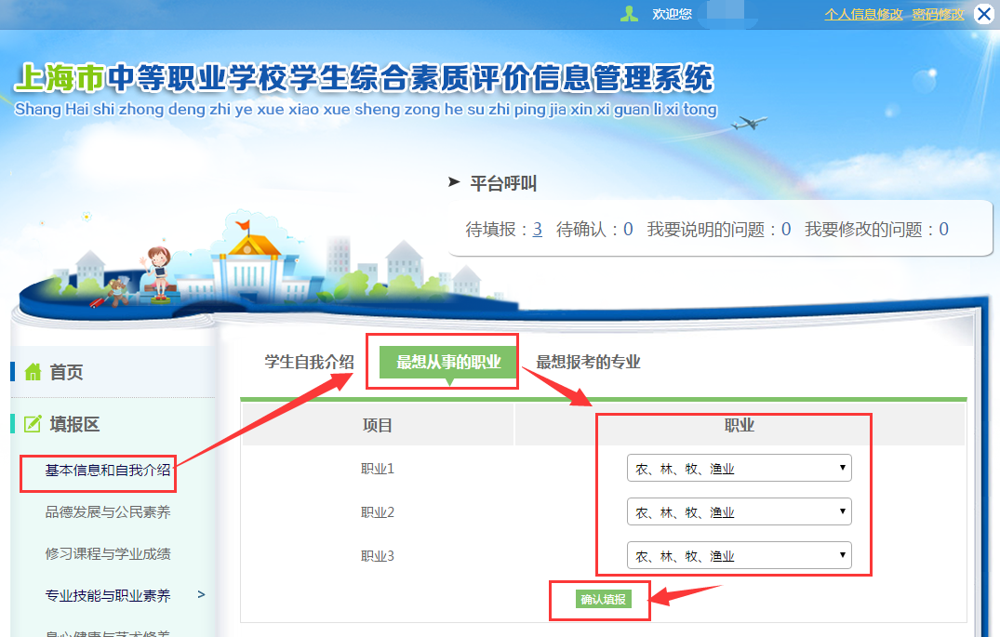 欢迎您
个人信息修改 密码修改
上海市中等职业学校学生综合素质评价信息管理系统
Shang Hai shi zhong deng zhi ye xue xiao xue sheng zong he su zhi ping jia xin xi guan li xi tong
平台呼叫
待填报：3 待确认：0 我要说明的问题：0 我要修改的问题：0
首页
填报区
基本信息和自我介绍
品德发展与公民素养
修习课程与学业成绩
专业技能与职业素养 >
身心健康与艺术修养
学生自我介绍 最想从事的职业 最想报考的专业
项目 职业
职业1 农、林、牧、渔业
职业2 农、林、牧、渔业
职业3 农、林、牧、渔业
确认填报